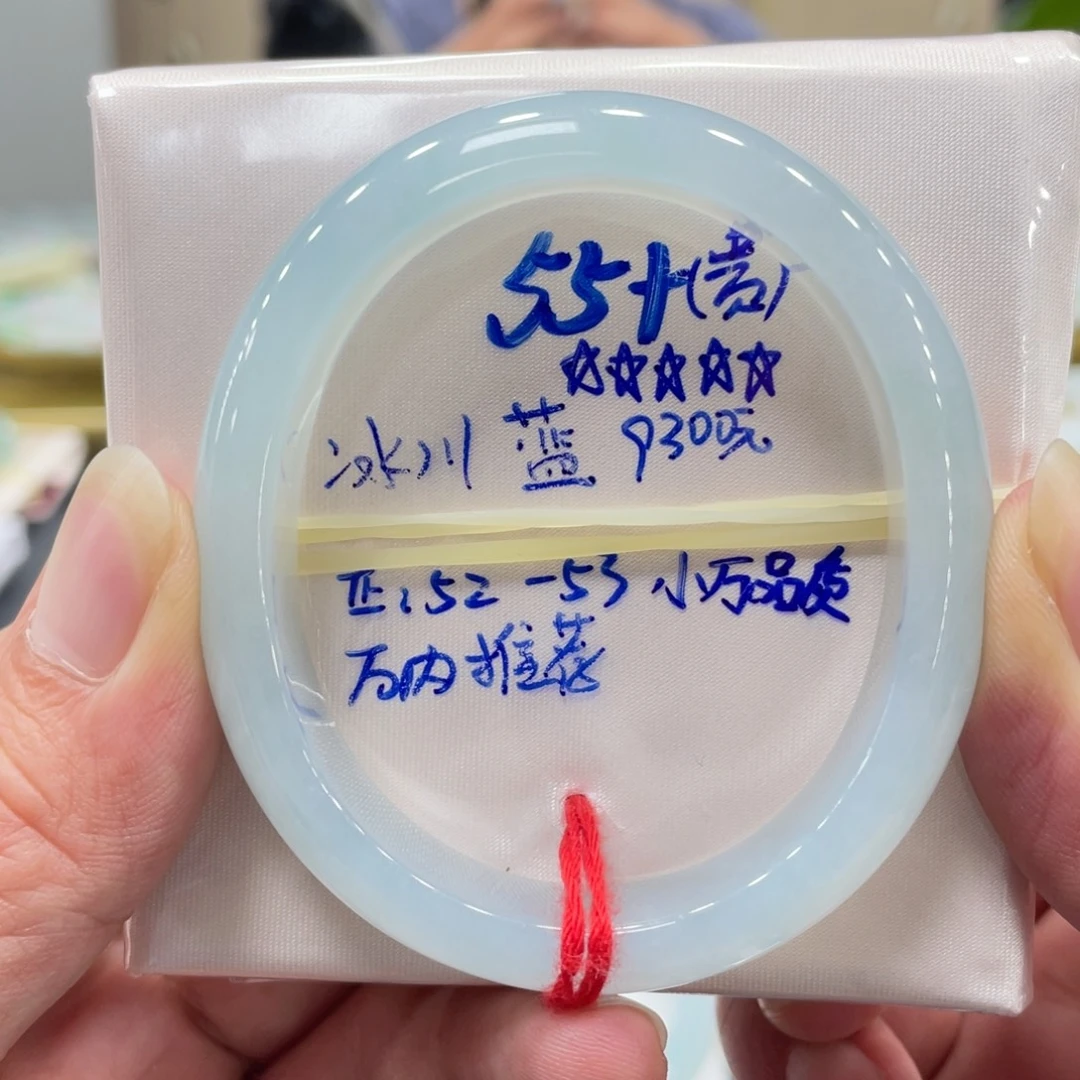 55+(贵)
☆☆☆☆☆
冰川 蓝 9300元
正:52-53 小万品质
万内推荐